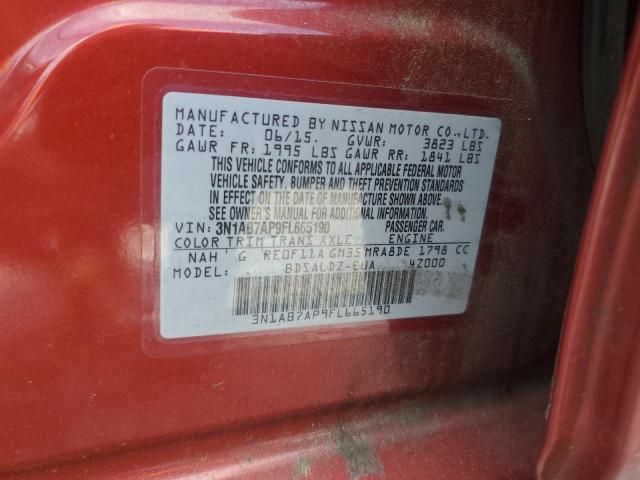 MANUFACTURED BY NISSAN MOTOR CO.,LTD.
DATE: 06/15. GVWR: 3823 LBS
GAWR FR: 1995 LBS GAWR RR: 1841 LBS
THIS VEHICLE CONFORMS TO ALL APPLICABLE FEDERAL MOTOR
VEHICLE SAFETY, BUMPER AND THEFT PREVENTION STANDARDS
IN EFFECT ON THE DATE OF MANUFACTURE SHOWN ABOVE.
SEE OWNER'S MANUAL FOR ADDITIONAL INFORMATION.
VIN: 3N1AB7AP9FL665190 PASSENGER CAR.
COLOR TRIM TRANS AXLE ENGINE
NAH G RE0F11A GM35 MRA8DE 1798 CC
MODEL: BDSALDZ-EUA 4Z000
3N1AB7AP9FL665190